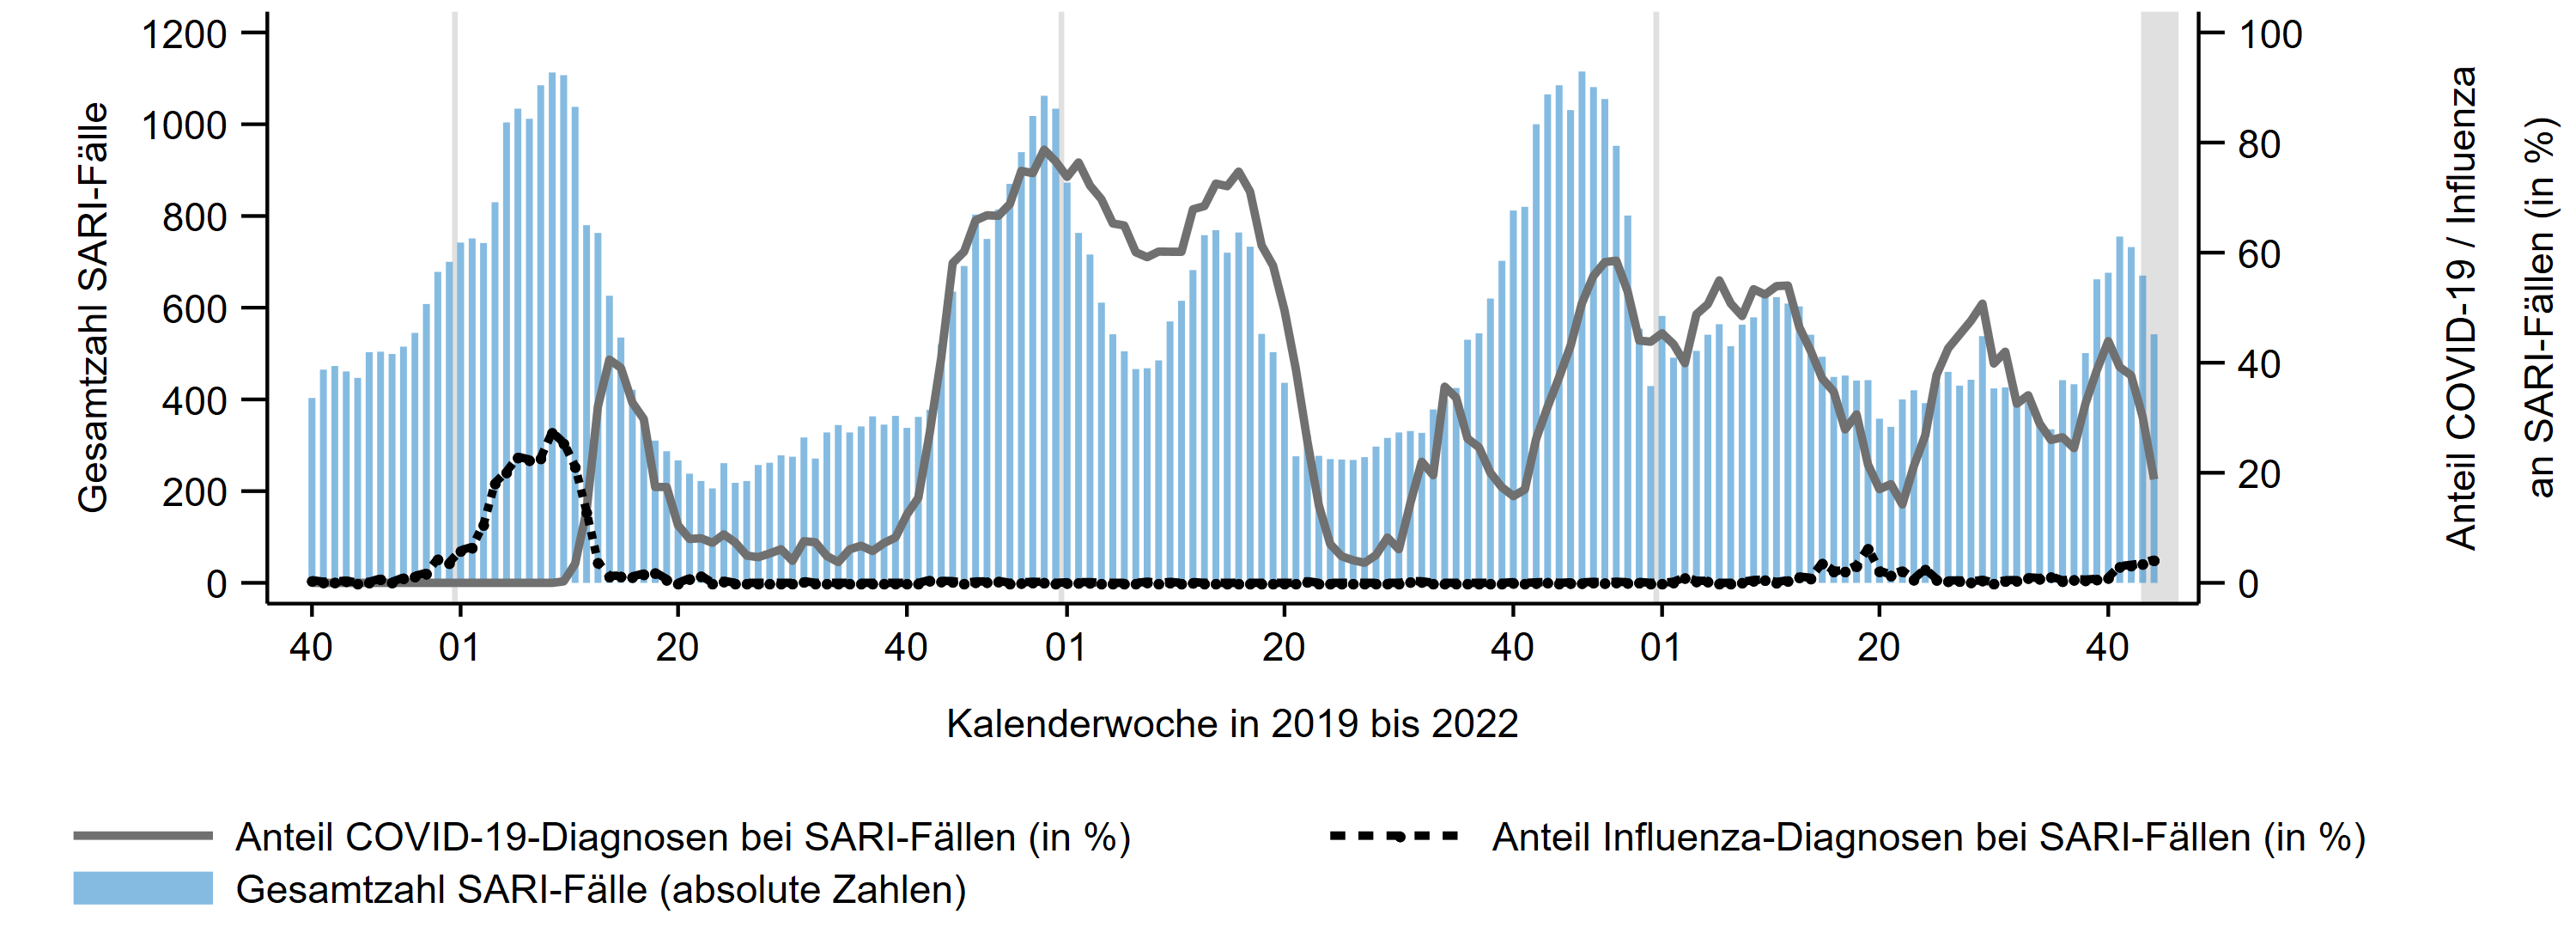 1200
1000
800
600
400
200
0
Gesamtzahl SARI-Fälle
100
80
60
40
20
0
Anteil COVID-19 / Influenza
an SARI-Fällen (in %)
40 01 20 40 01 20 40 01 20 40
Kalenderwoche in 2019 bis 2022
Anteil COVID-19-Diagnosen bei SARI-Fällen (in %)
Anteil Influenza-Diagnosen bei SARI-Fällen (in %)
Gesamtzahl SARI-Fälle (absolute Zahlen)